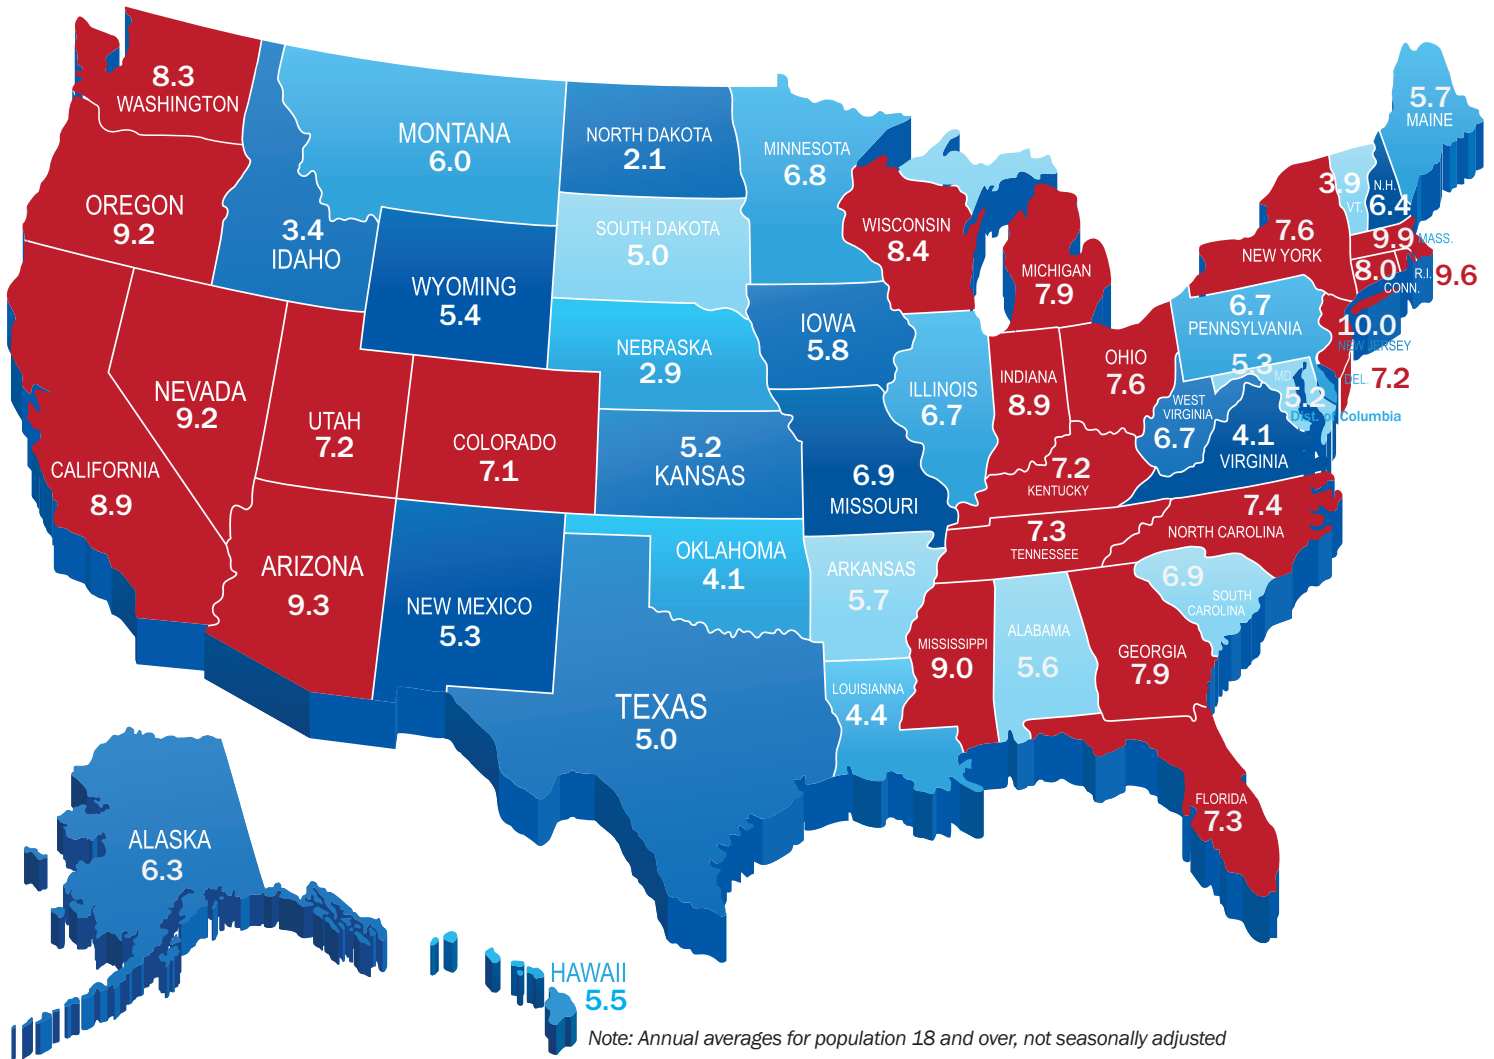 8.3
WASHINGTON
OREGON
9.2
3.4
IDAHO
MONTANA
6.0
NORTH DAKOTA
2.1
MINNESOTA
6.8
SOUTH DAKOTA
5.0
WYOMING
5.4
WISCONSIN
8.4
MICHIGAN
7.9
5.7
MAINE
3.9
VT.
N.H.
6.4
7.6
NEW YORK
9.9 MASS.
8.0
CONN.
R.I. 9.6
6.7
PENNSYLVANIA
10.0
NEW JERSEY
5.3
MD.
DEL. 7.2
5.2
Dist. of Columbia
NEVADA
9.2
UTAH
7.2
COLORADO
7.1
CALIFORNIA
8.9
NEBRASKA
2.9
IOWA
5.8
ILLINOIS
6.7
INDIANA
8.9
OHIO
7.6
WEST
VIRGINIA
6.7
4.1
VIRGINIA
5.2
KANSAS
6.9
MISSOURI
7.2
KENTUCKY
7.4
NORTH CAROLINA
7.3
TENNESSEE
ARIZONA
9.3
NEW MEXICO
5.3
OKLAHOMA
4.1
ARKANSAS
5.7
6.9
SOUTH
CAROLINA
MISSISSIPPI
9.0
ALABAMA
5.6
GEORGIA
7.9
LOUISIANNA
4.4
TEXAS
5.0
FLORIDA
7.3
ALASKA
6.3
HAWAII
5.5
Note: Annual averages for population 18 and over, not seasonally adjusted